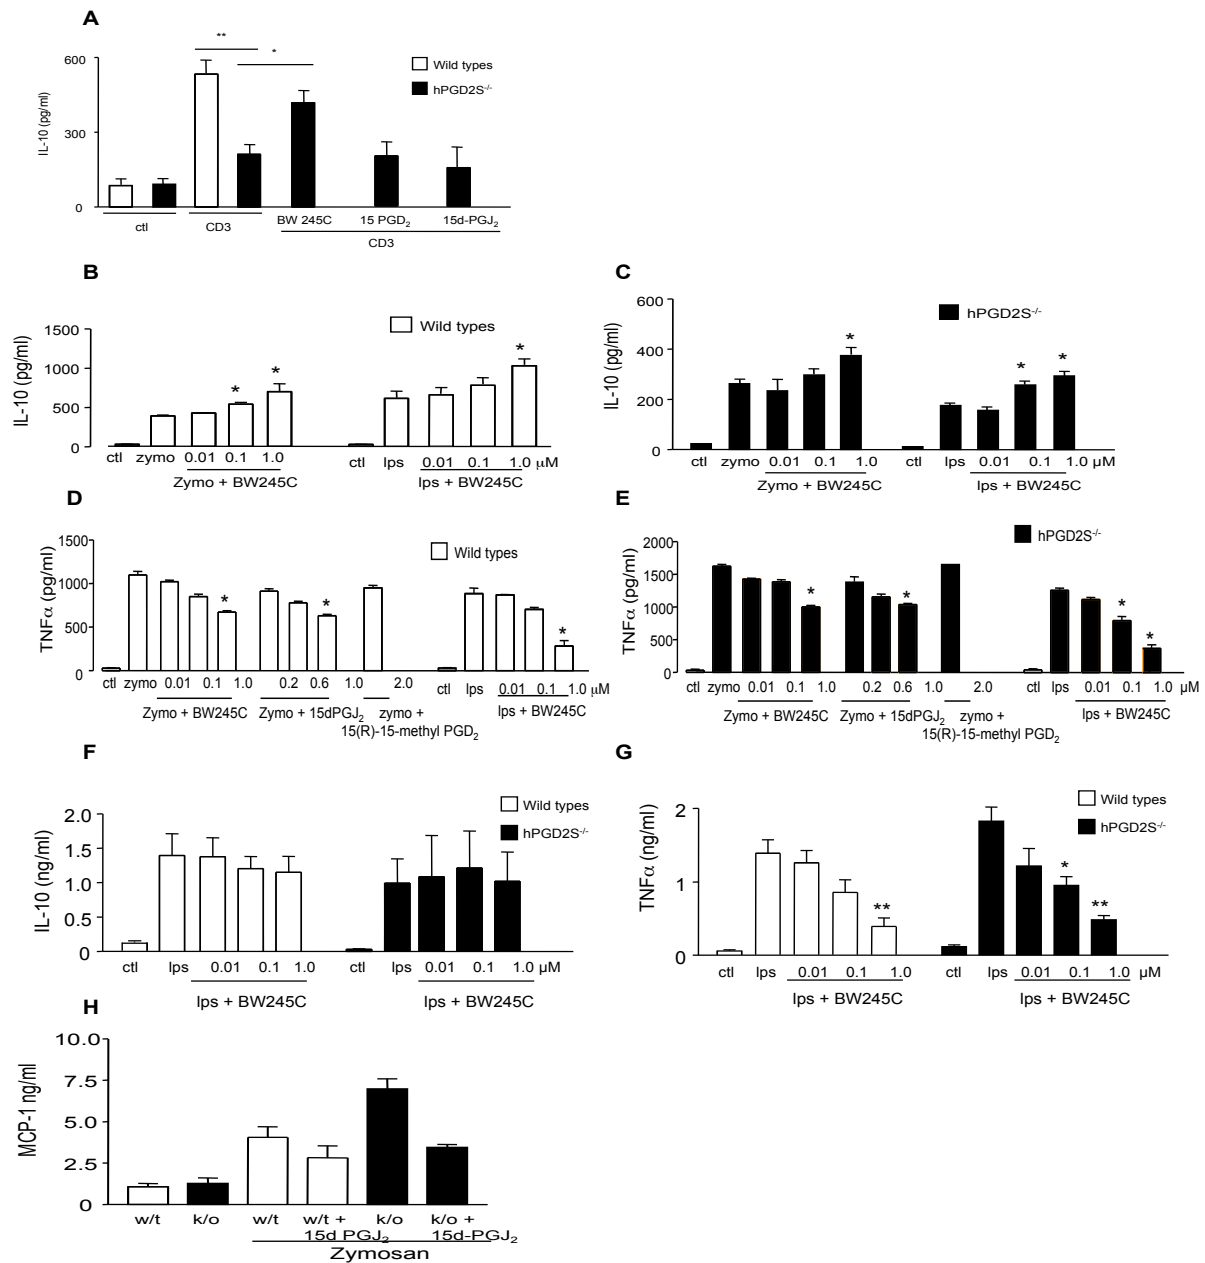 A
** *
600
300
0
IL-10 (pg/ml)
Wild types
hPGD2S-/-
BW 245C 15 PGD2 15d-PGJ2
ctl CD3
CD3
B
1500
1000
500
0
IL-10 (pg/ml)
Wild types
* * *
ctl zymo 0.01 0.1 1.0 ctl lps 0.01 0.1 1.0 μM
Zymo + BW245C lps + BW245C
C
600
400
200
0
IL-10 (pg/ml)
hPGD2S-/-
* * *
ctl zymo 0.01 0.1 1.0 ctl lps 0.01 0.1 1.0 μM
Zymo + BW245C lps + BW245C
D
1500
1000
500
0
TNFα (pg/ml)
Wild types
* * *
ctl zymo 0.01 0.1 1.0 0.2 0.6 1.0 2.0 ctl lps 0.01 0.1 1.0 μM
Zymo + BW245C Zymo + 15dPGJ2 zymo + lps + BW245C
15(R)-15-methyl PGD2
E
2000
1500
1000
500
0
TNFα (pg/ml)
hPGD2S-/-
* * * *
ctl zymo 0.01 0.1 1.0 0.2 0.6 1.0 2.0 ctl lps 0.01 0.1 1.0 μM
Zymo + BW245C Zymo + 15dPGJ2 zymo + lps + BW245C
15(R)-15-methyl PGD2
F
2.0
1.5
1.0
0.5
0
IL-10 (ng/ml)
Wild types
hPGD2S-/-
ctl lps 0.01 0.1 1.0 ctl lps 0.01 0.1 1.0 μM
lps + BW245C lps + BW245C
G
2
1
0
TNFα (ng/ml)
Wild types
hPGD2S-/-
** * **
ctl lps 0.01 0.1 1.0 ctl lps 0.01 0.1 1.0 μM
lps + BW245C lps + BW245C
H
10.0
7.5
5.0
2.5
0
MCP-1 ng/ml
w/t k/o w/t w/t + k/o k/o +
15d PGJ2 15d-PGJ2
Zymosan